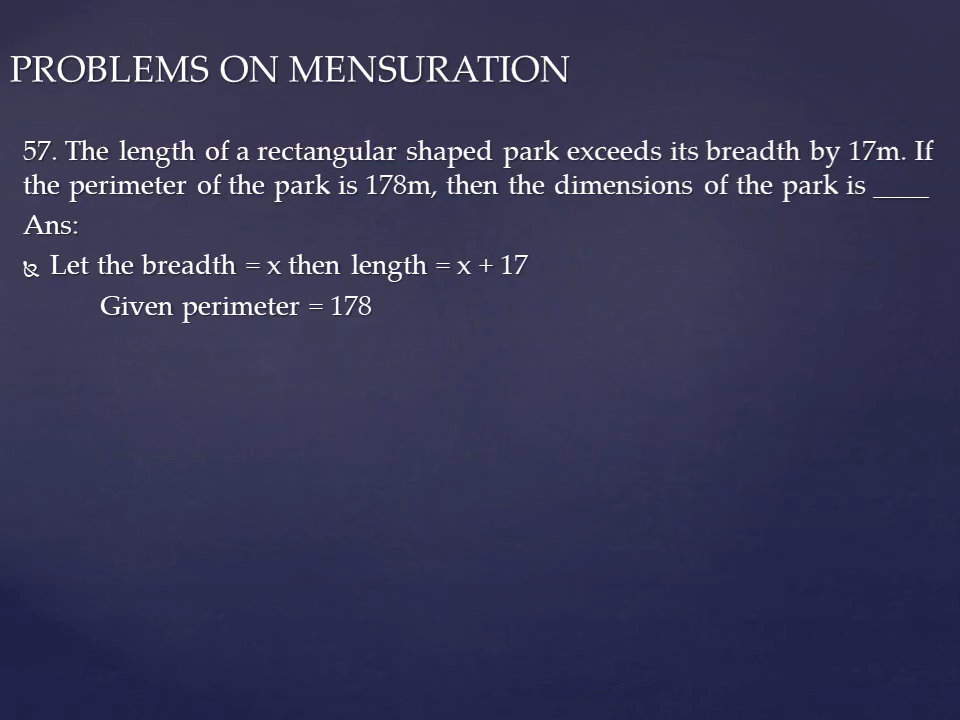 PROBLEMS ON MENSURATION
57. The length of a rectangular shaped park exceeds its breadth by 17m. If
the perimeter of the park is 178m, then the dimensions of the park is ____
Ans:
Let the breadth = x then length = x + 17
Given perimeter = 178